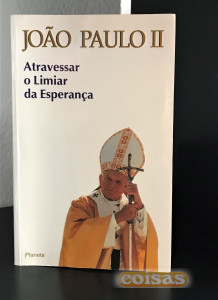 JOÃO PAULO II
Atravessar
o Limiar
da Esperança
Planeta
coisas